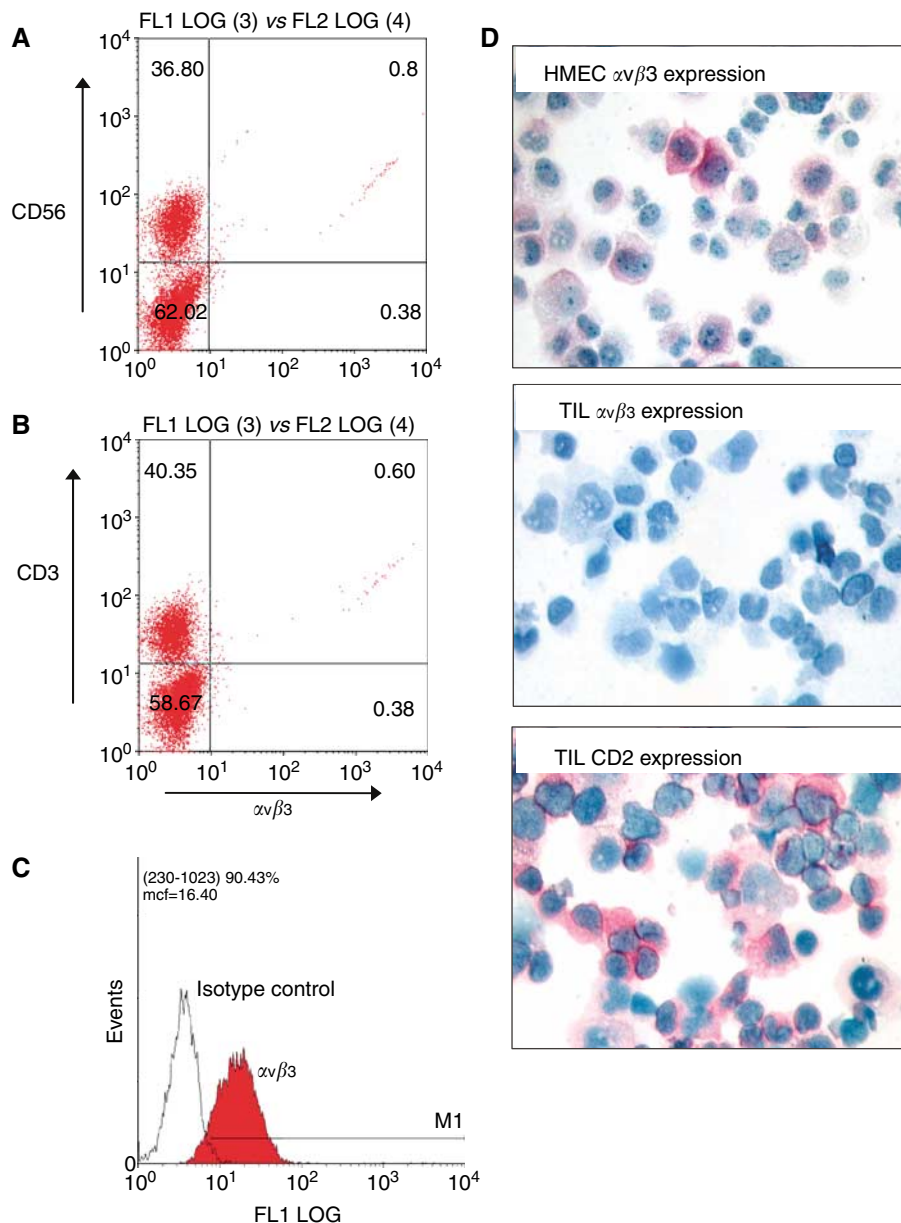 A
FL1 LOG (3) vs FL2 LOG (4)
10⁴
36.80
0.8
10³
CD56
10²
10¹
62.02
0.38
10⁰
10⁰ 10¹ 10² 10³ 10⁴
B
FL1 LOG (3) vs FL2 LOG (4)
10⁴
40.35
0.60
10³
CD3
10²
10¹
58.67
0.38
10⁰
10⁰ 10¹ 10² 10³ 10⁴
αvβ3
C
(230-1023) 90.43%
mcf=16.40
Isotype control
Events
αvβ3
M1
0
10⁰ 10¹ 10² 10³ 10⁴
FL1 LOG
D
HMEC αvβ3 expression
TIL αvβ3 expression
TIL CD2 expression